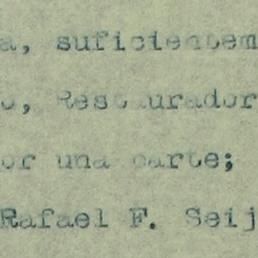 a, suficientem
o, Restaurador
or una parte;
Rafael F. Seij